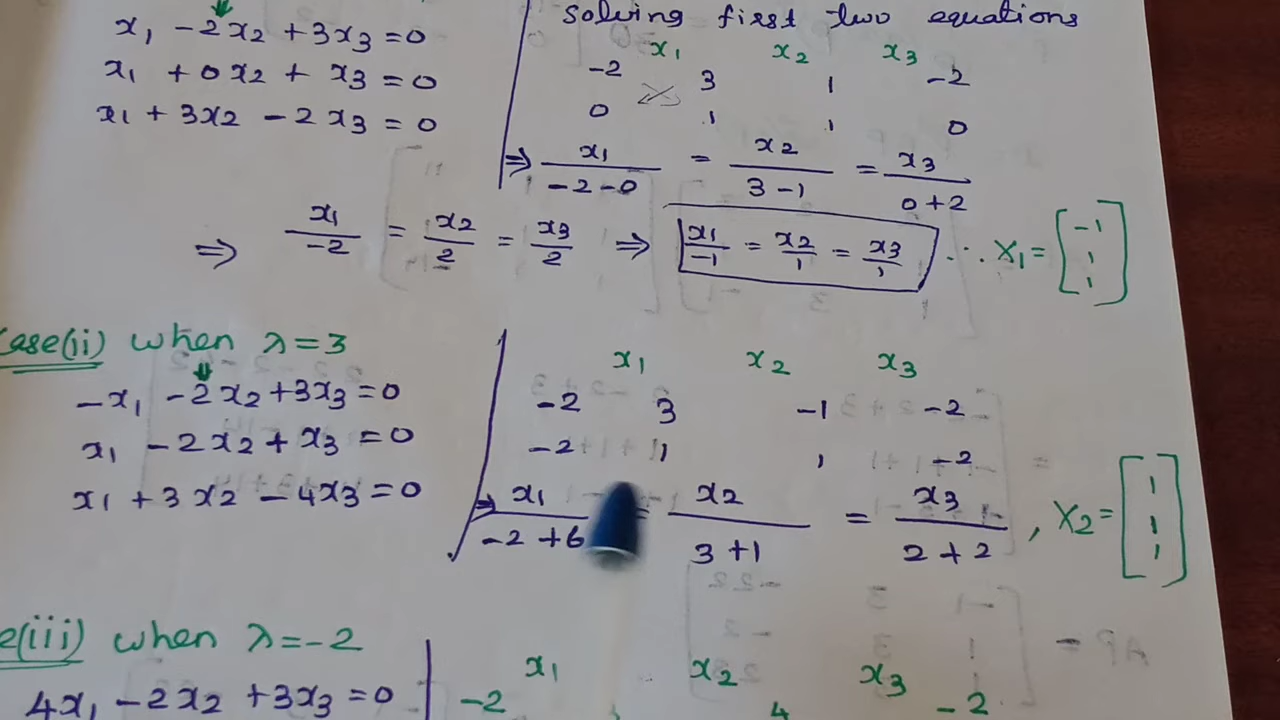 x₁ - 2x₂ + 3x₃ = 0
x₁ + 0x₂ + x₃ = 0
x₁ + 3x₂ - 2x₃ = 0
solving first two equations
x₁ x₂ x₃
-2 3 1 -2
0 1 1 0
⇒ x₁/(-2-0) = x₂/(3-1) = x₃/(0+2)
⇒ x₁/-2 = x₂/2 = x₃/2 ⇒ x₁/-1 = x₂/1 = x₃/1 ∴ X₁ = [-1 1 1]
case(ii) when λ=3
-x₁ - 2x₂ + 3x₃ = 0
x₁ - 2x₂ + x₃ = 0
x₁ + 3x₂ - 4x₃ = 0
x₁ x₂ x₃
-2 3 -1 -2
-2 1 1 -2
⇒ x₁/(-2+6) = x₂/(3+1) = x₃/(2+2), X₂ = [1 1 1]
e(iii) when λ=-2
4x₁ - 2x₂ + 3x₃ = 0
x₁ x₂ x₃
-2 4 -2